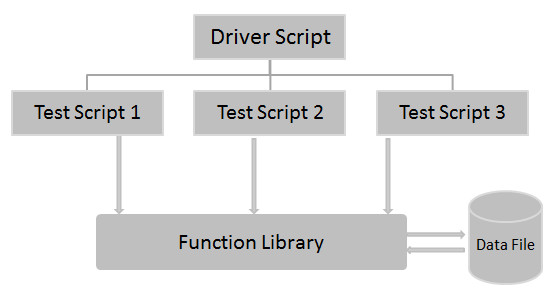 Driver Script
Test Script 1
Test Script 2
Test Script 3
Function Library
Data File